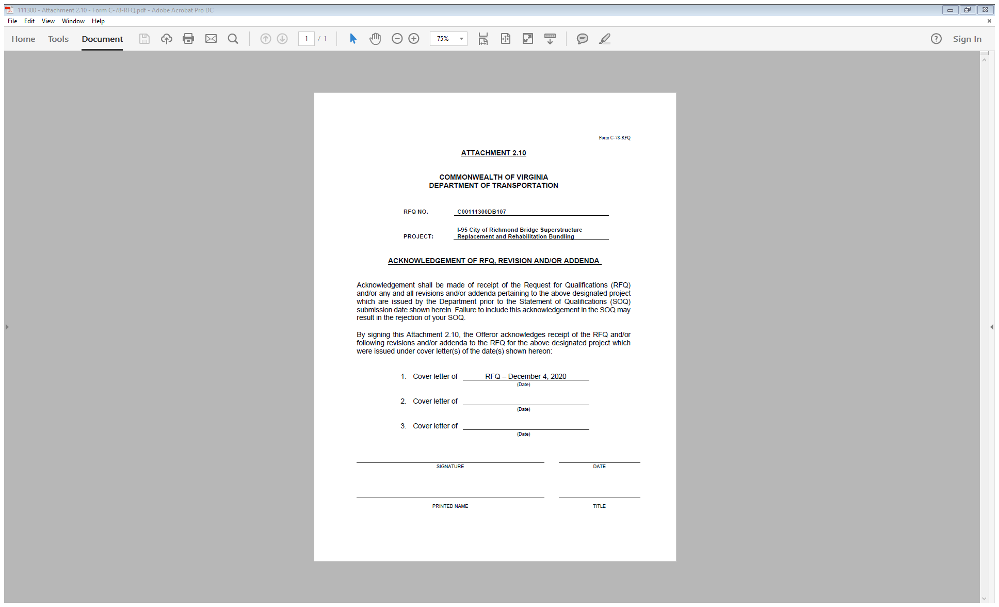 111300 - Attachment 2.10 - Form C-78-RFQ.pdf - Adobe Acrobat Pro DC
File Edit View Window Help
Home Tools Document 1 / 1 75% Sign In
Form C-78-RFQ
ATTACHMENT 2.10
COMMONWEALTH OF VIRGINIA
DEPARTMENT OF TRANSPORTATION
RFQ NO. C00111300DB107
I-95 City of Richmond Bridge Superstructure
PROJECT: Replacement and Rehabilitation Bundling
ACKNOWLEDGEMENT OF RFQ, REVISION AND/OR ADDENDA
Acknowledgement shall be made of receipt of the Request for Qualifications (RFQ)
and/or any and all revisions and/or addenda pertaining to the above designated project
which are issued by the Department prior to the Statement of Qualifications (SOQ)
submission date shown herein. Failure to include this acknowledgement in the SOQ may
result in the rejection of your SOQ.
By signing this Attachment 2.10, the Offeror acknowledges receipt of the RFQ and/or
following revisions and/or addenda to the RFQ for the above designated project which
were issued under cover letter(s) of the date(s) shown hereon:
1. Cover letter of RFQ – December 4, 2020
(Date)
2. Cover letter of
(Date)
3. Cover letter of
(Date)
SIGNATURE DATE
PRINTED NAME TITLE